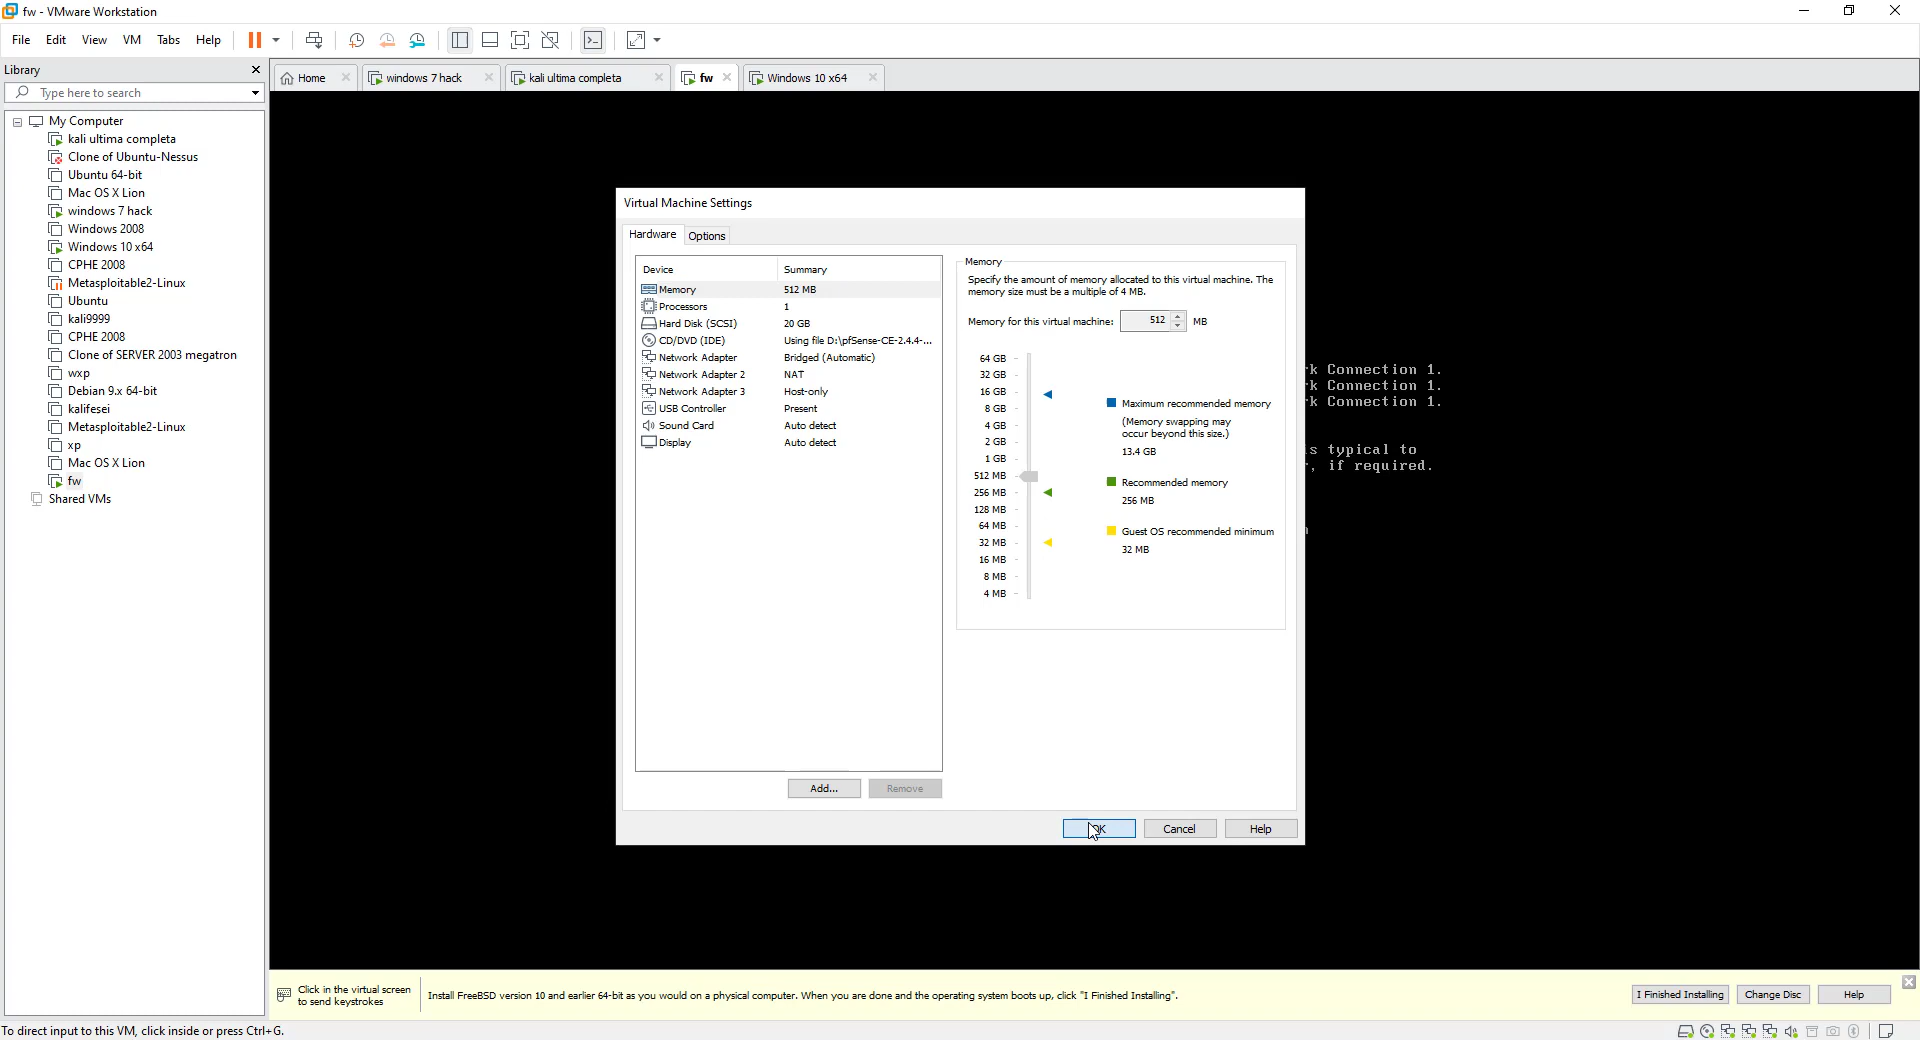 fw - VMware Workstation
File Edit View VM Tabs Help
Library
Type here to search
Home
windows 7 hack
kali ultima completa
fw
Windows 10 x64
My Computer
kali ultima completa
Clone of Ubuntu-Nessus
Ubuntu 64-bit
Mac OS X Lion
windows 7 hack
Windows 2008
Windows 10 x64
CPHE 2008
Metasploitable2-Linux
Ubuntu
kali9999
CPHE 2008
Clone of SERVER 2003 megatron
wxp
Debian 9.x 64-bit
kalifesei
Metasploitable2-Linux
xp
Mac OS X Lion
fw
Shared VMs
Virtual Machine Settings
Hardware Options
Device Summary
Memory 512 MB
Processors 1
Hard Disk (SCSI) 20 GB
CD/DVD (IDE) Using file D:\pfSense-CE-2.4.4-...
Network Adapter Bridged (Automatic)
Network Adapter 2 NAT
Network Adapter 3 Host-only
USB Controller Present
Sound Card Auto detect
Display Auto detect
Add... Remove
Memory
Specify the amount of memory allocated to this virtual machine. The
memory size must be a multiple of 4 MB.
Memory for this virtual machine: 512 MB
64 GB
32 GB
16 GB
8 GB
4 GB
2 GB
1 GB
512 MB
256 MB
128 MB
64 MB
32 MB
16 MB
8 MB
4 MB
Maximum recommended memory
(Memory swapping may
occur beyond this size.)
13.4 GB
Recommended memory
256 MB
Guest OS recommended minimum
32 MB
OK Cancel Help
k Connection 1.
k Connection 1.
k Connection 1.
s typical to
, if required.
Click in the virtual screen
to send keystrokes
Install FreeBSD version 10 and earlier 64-bit as you would on a physical computer. When you are done and the operating system boots up, click "I Finished Installing".
I Finished Installing Change Disc Help
To direct input to this VM, click inside or press Ctrl+G.